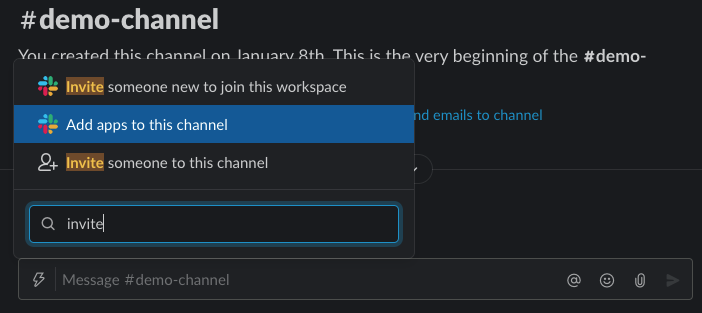 #demo-channel
You created this channel on January 8th. This is the very beginning of the #demo-
Invite someone new to join this workspace
Add apps to this channel
nd emails to channel
Invite someone to this channel
invite
Message #demo-channel